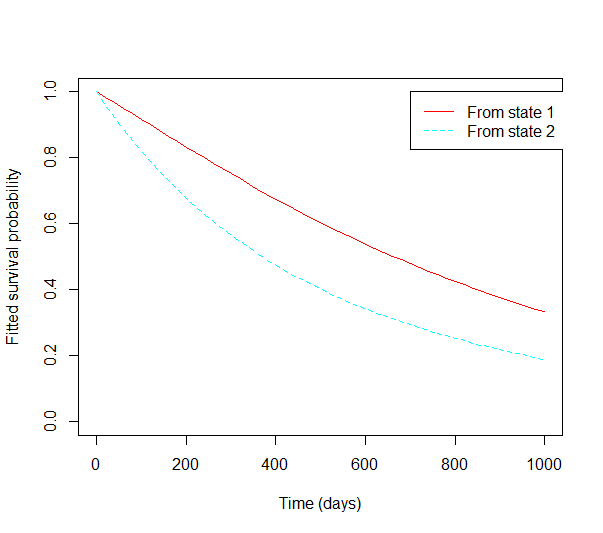 From state 1
From state 2
Fitted survival probability
1.0
0.8
0.6
0.4
0.2
0.0
0 200 400 600 800 1000
Time (days)